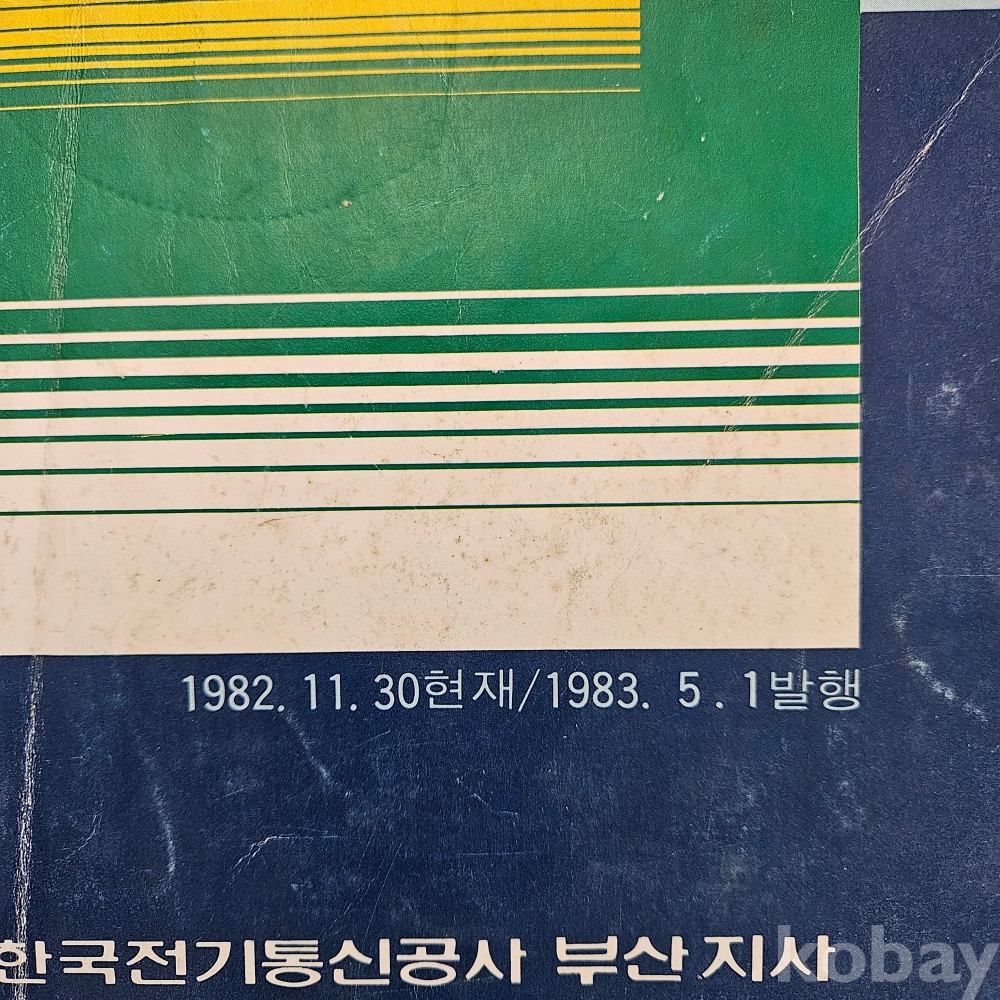 1982. 11. 30현재/1983. 5. 1발행
한국전기통신공사 부산지사
kobay